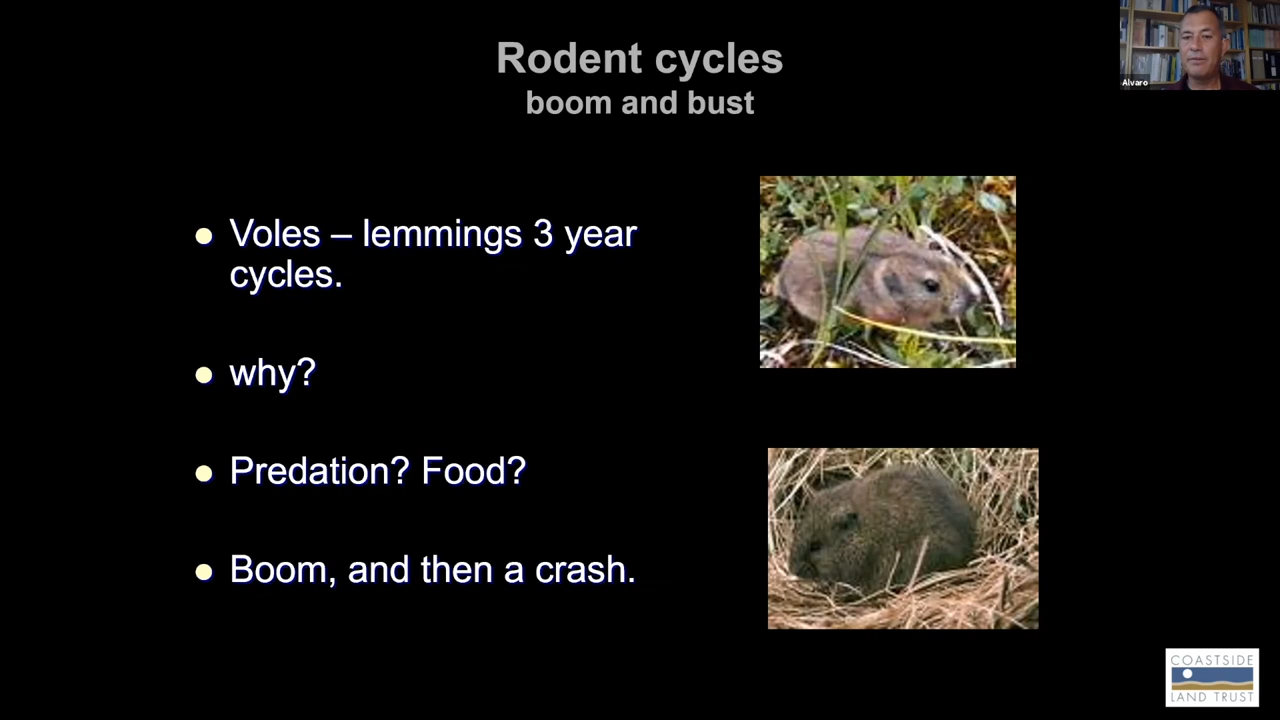 Rodent cycles
boom and bust
Alvaro
Voles – lemmings 3 year
cycles.
why?
Predation? Food?
Boom, and then a crash.
COASTSIDE
LAND TRUST